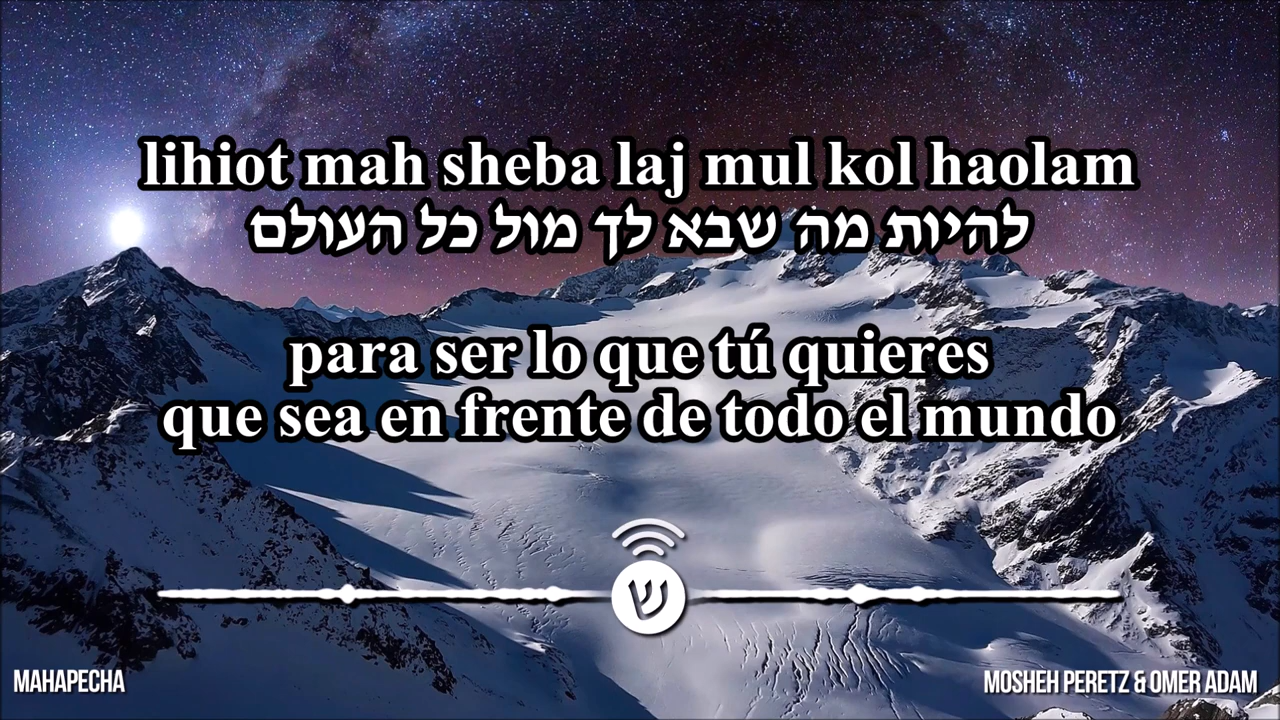 lihiot mah sheba laj mul kol haolam
להיות מה שבא לך מול כל העולם
para ser lo que tú quieres
que sea en frente de todo el mundo
ש
MAHAPECHA
MOSHEH PERETZ & OMER ADAM